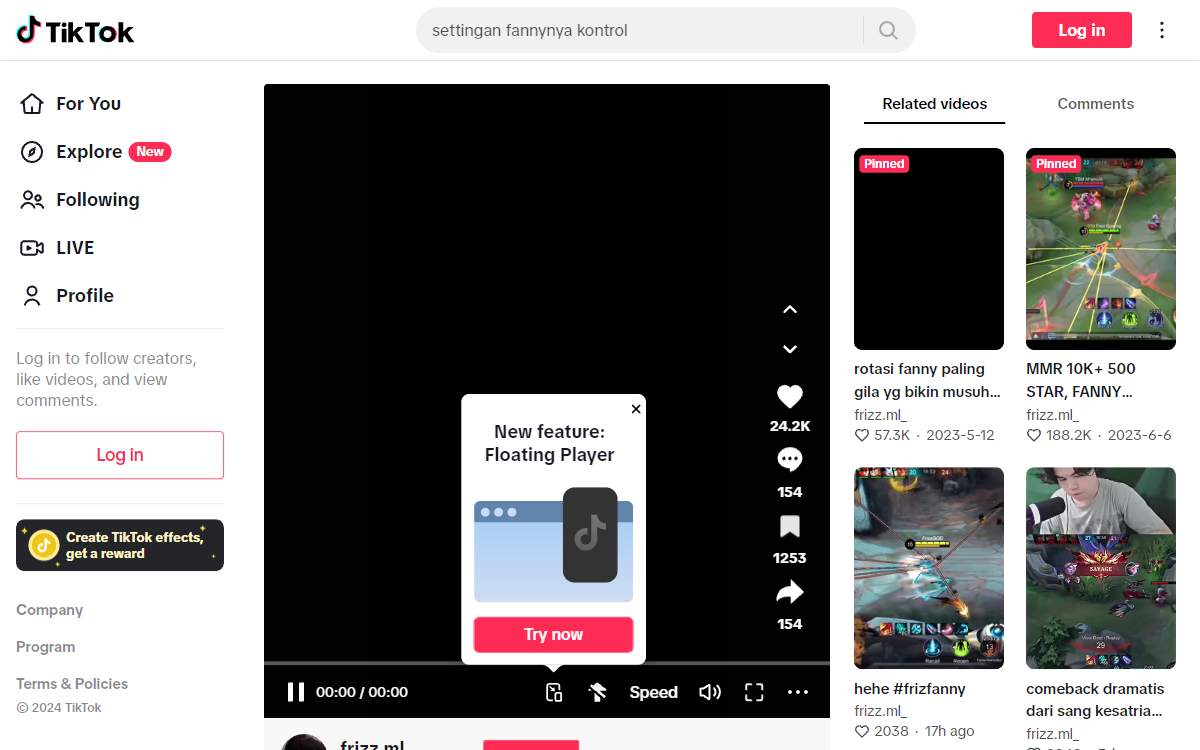 TikTok
settingan fannynya kontrol
Log in
For You
Explore New
Following
LIVE
Profile
Log in to follow creators,
like videos, and view
comments.
Log in
Create TikTok effects,
get a reward
Company
Program
Terms & Policies
© 2024 TikTok
24.2K
154
1253
154
New feature:
Floating Player
Try now
00:00 / 00:00
Speed
frizz.ml_
Related videos
Comments
Pinned
rotasi fanny paling
gila yg bikin musuh...
frizz.ml_
57.3K · 2023-5-12
Pinned
MMR 10K+ 500
STAR, FANNY...
frizz.ml_
188.2K · 2023-6-6
hehe #frizfanny
frizz.ml_
2038 · 17h ago
SAVAGE
View Death Replay
29
comeback dramatis
dari sang kesatria...
frizz.ml_